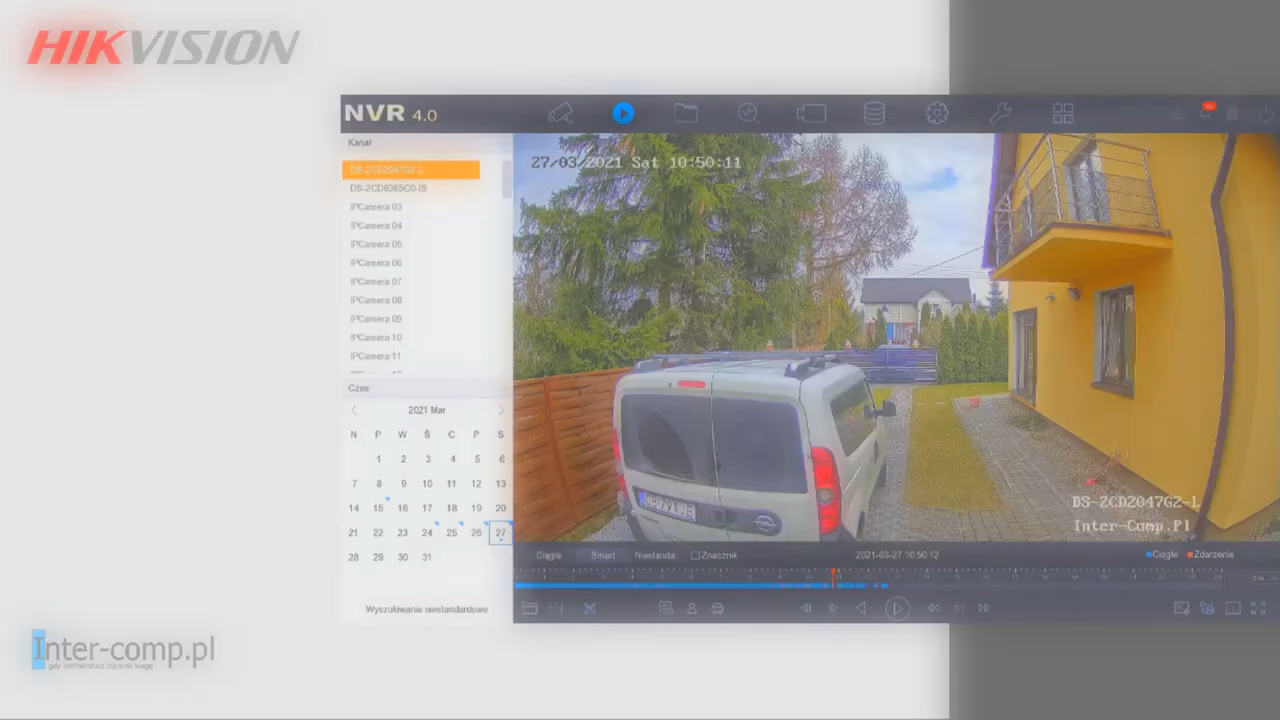 HIKVISION
NVR 4.0
Kanał
27/03/2021 Sat 10:50:11
DS-2CD2047G2-L
DS-2CD6365G0-IS
IPCamera 03
IPCamera 04
IPCamera 05
IPCamera 06
IPCamera 07
IPCamera 08
IPCamera 09
IPCamera 10
IPCamera 11
Czas
2021 Mar
N P W Ś C P S
1 2 3 4 5 6
7 8 9 10 11 12 13
14 15 16 17 18 19 20
21 22 23 24 25 26 27
28 29 30 31
Wyszukiwanie niestandardowe
CB 791JE
DS-2CD2047G2-L
Inter-Comp.Pl
Ciągłe Smart Niestanda. Znacznik 2021-03-27 10:50:12 Ciągłe Zdarzenie
X1
Inter-comp.pl